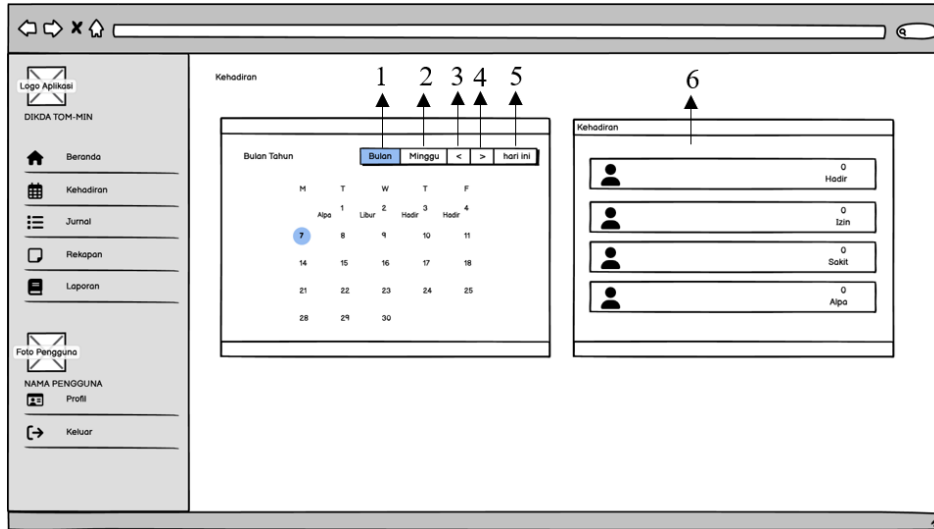 Logo Aplikasi
DIKDA TOM-MIN
Beranda
Kehadiran
Jurnal
Rekapan
Laporan
Foto Pengguna
NAMA PENGGUNA
Profil
Keluar
Kehadiran
1 2 3 4 5
Bulan Tahun Bulan Minggu < > hari ini
M T W T F
Alpa 1 Libur 2 Hadir 3 Hadir 4
7 8 9 10 11
14 15 16 17 18
21 22 23 24 25
28 29 30
6
Kehadiran
0
Hadir
0
Izin
0
Sakit
0
Alpa